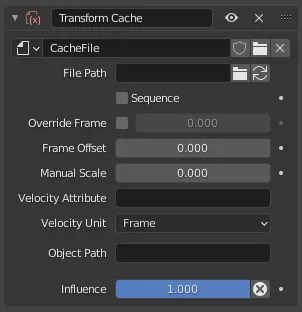 Transform Cache
CacheFile
File Path
Sequence
Override Frame 0.000
Frame Offset 0.000
Manual Scale 0.000
Velocity Attribute
Velocity Unit Frame
Object Path
Influence 1.000